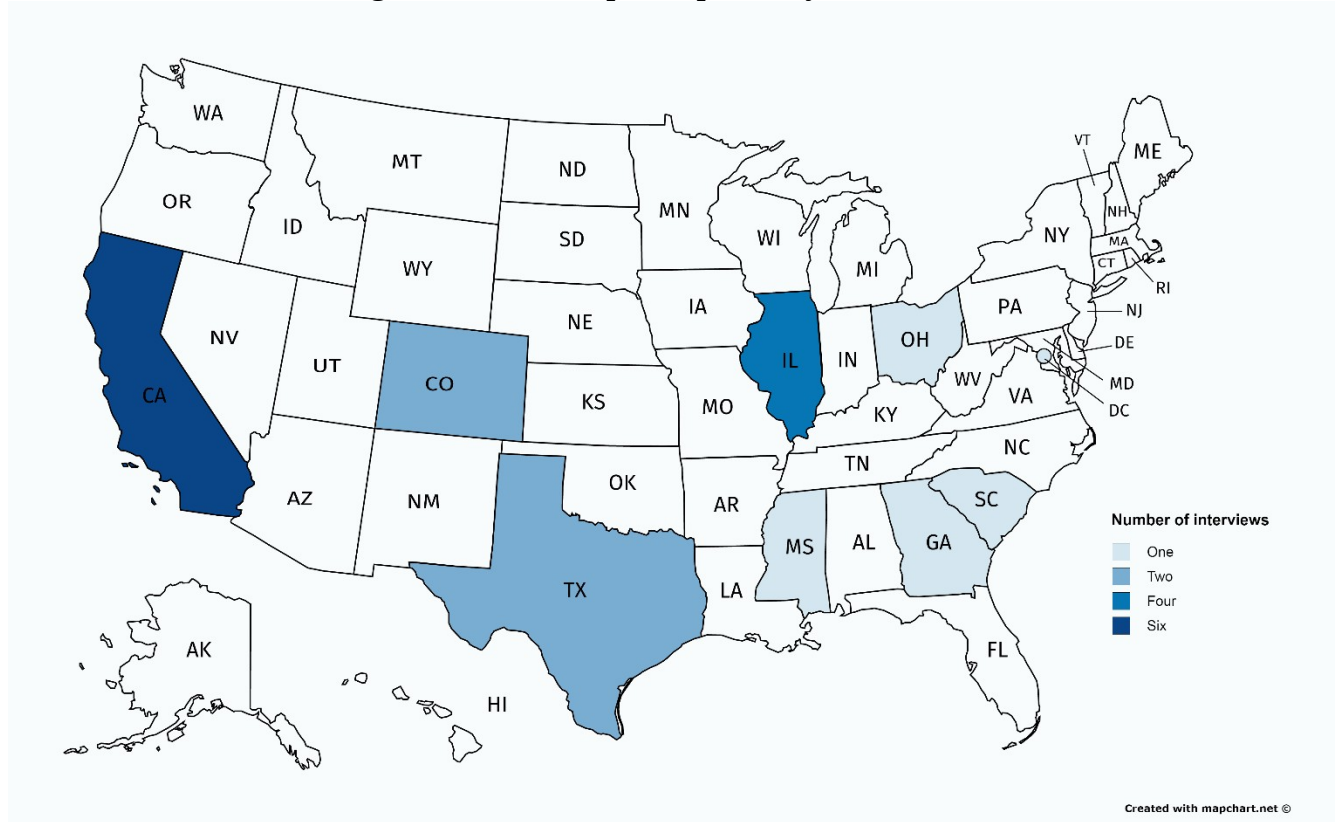 WA
MT
ND
MN
VT
ME
OR
ID
SD
WI
NY
NH
MA
WY
MI
CT
RI
IA
PA
NJ
NV
NE
OH
DE
UT
CO
IL
IN
WV
MD
CA
KS
MO
KY
VA
DC
NC
TN
AZ
NM
OK
AR
SC
MS
AL
GA
TX
LA
Number of interviews
One
Two
Four
Six
AK
HI
FL
Created with mapchart.net ©